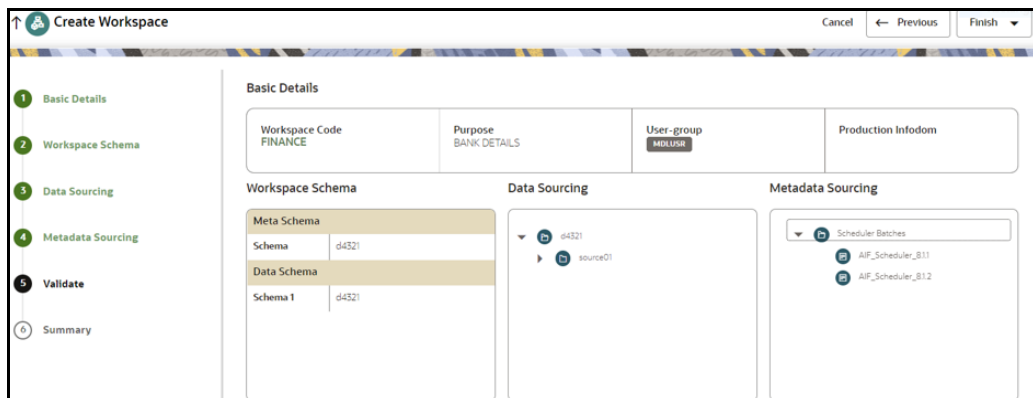 Create Workspace
Cancel
← Previous
Finish
1 Basic Details
2 Workspace Schema
3 Data Sourcing
4 Metadata Sourcing
5 Validate
6 Summary
Basic Details
Workspace Code
FINANCE
Purpose
BANK DETAILS
User-group
MDLUSR
Production Infodom
Workspace Schema
Meta Schema
Schema d4321
Data Schema
Schema 1 d4321
Data Sourcing
d4321
source01
Metadata Sourcing
Scheduler Batches
AIF_Scheduler_8.1.1
AIF_Scheduler_8.1.2